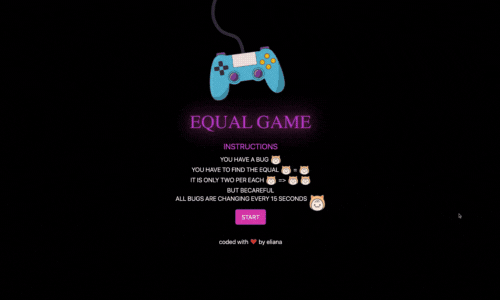 EQUAL GAME
INSTRUCTIONS
YOU HAVE A BUG
YOU HAVE TO FIND THE EQUAL =
IT IS ONLY TWO PER EACH =>
BUT BECAREFUL
ALL BUGS ARE CHANGING EVERY 15 SECONDS
START
coded with ❤️ by eliana